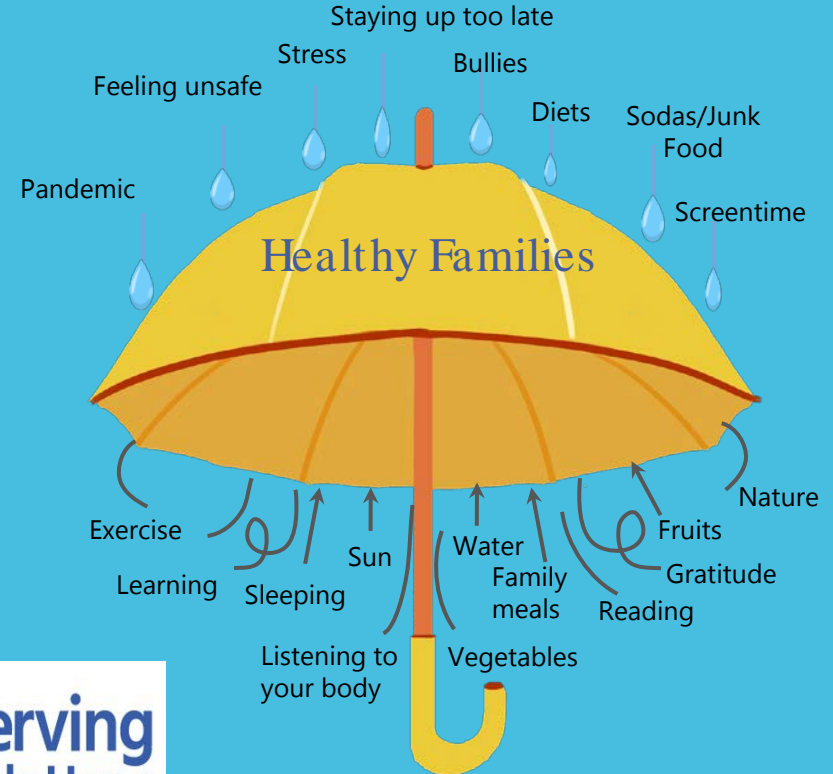 Staying up too late
Stress
Bullies
Feeling unsafe
Diets
Sodas/Junk
Food
Pandemic
Screentime
Healthy Families
Nature
Exercise
Fruits
Sun
Water
Learning
Sleeping
Family
meals
Gratitude
Reading
Listening to
your body
Vegetables
erving